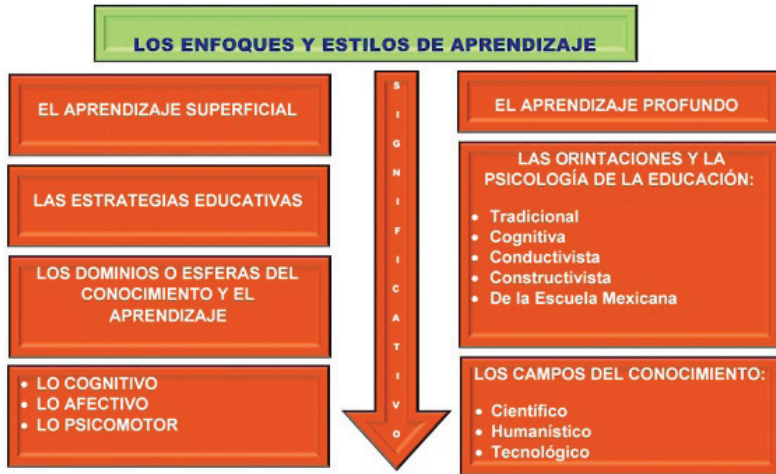 LOS ENFOQUES Y ESTILOS DE APRENDIZAJE
EL APRENDIZAJE SUPERFICIAL
LAS ESTRATEGIAS EDUCATIVAS
LOS DOMINIOS O ESFERAS DEL
CONOCIMIENTO Y EL
APRENDIZAJE
• LO COGNITIVO
• LO AFECTIVO
• LO PSICOMOTOR
S
I
G
N
I
F
I
C
A
T
I
V
O
EL APRENDIZAJE PROFUNDO
LAS ORINTACIONES Y LA
PSICOLOGÍA DE LA EDUCACIÓN:
• Tradicional
• Cognitiva
• Conductivista
• Constructivista
• De la Escuela Mexicana
LOS CAMPOS DEL CONOCIMIENTO:
• Científico
• Humanístico
• Tecnológico